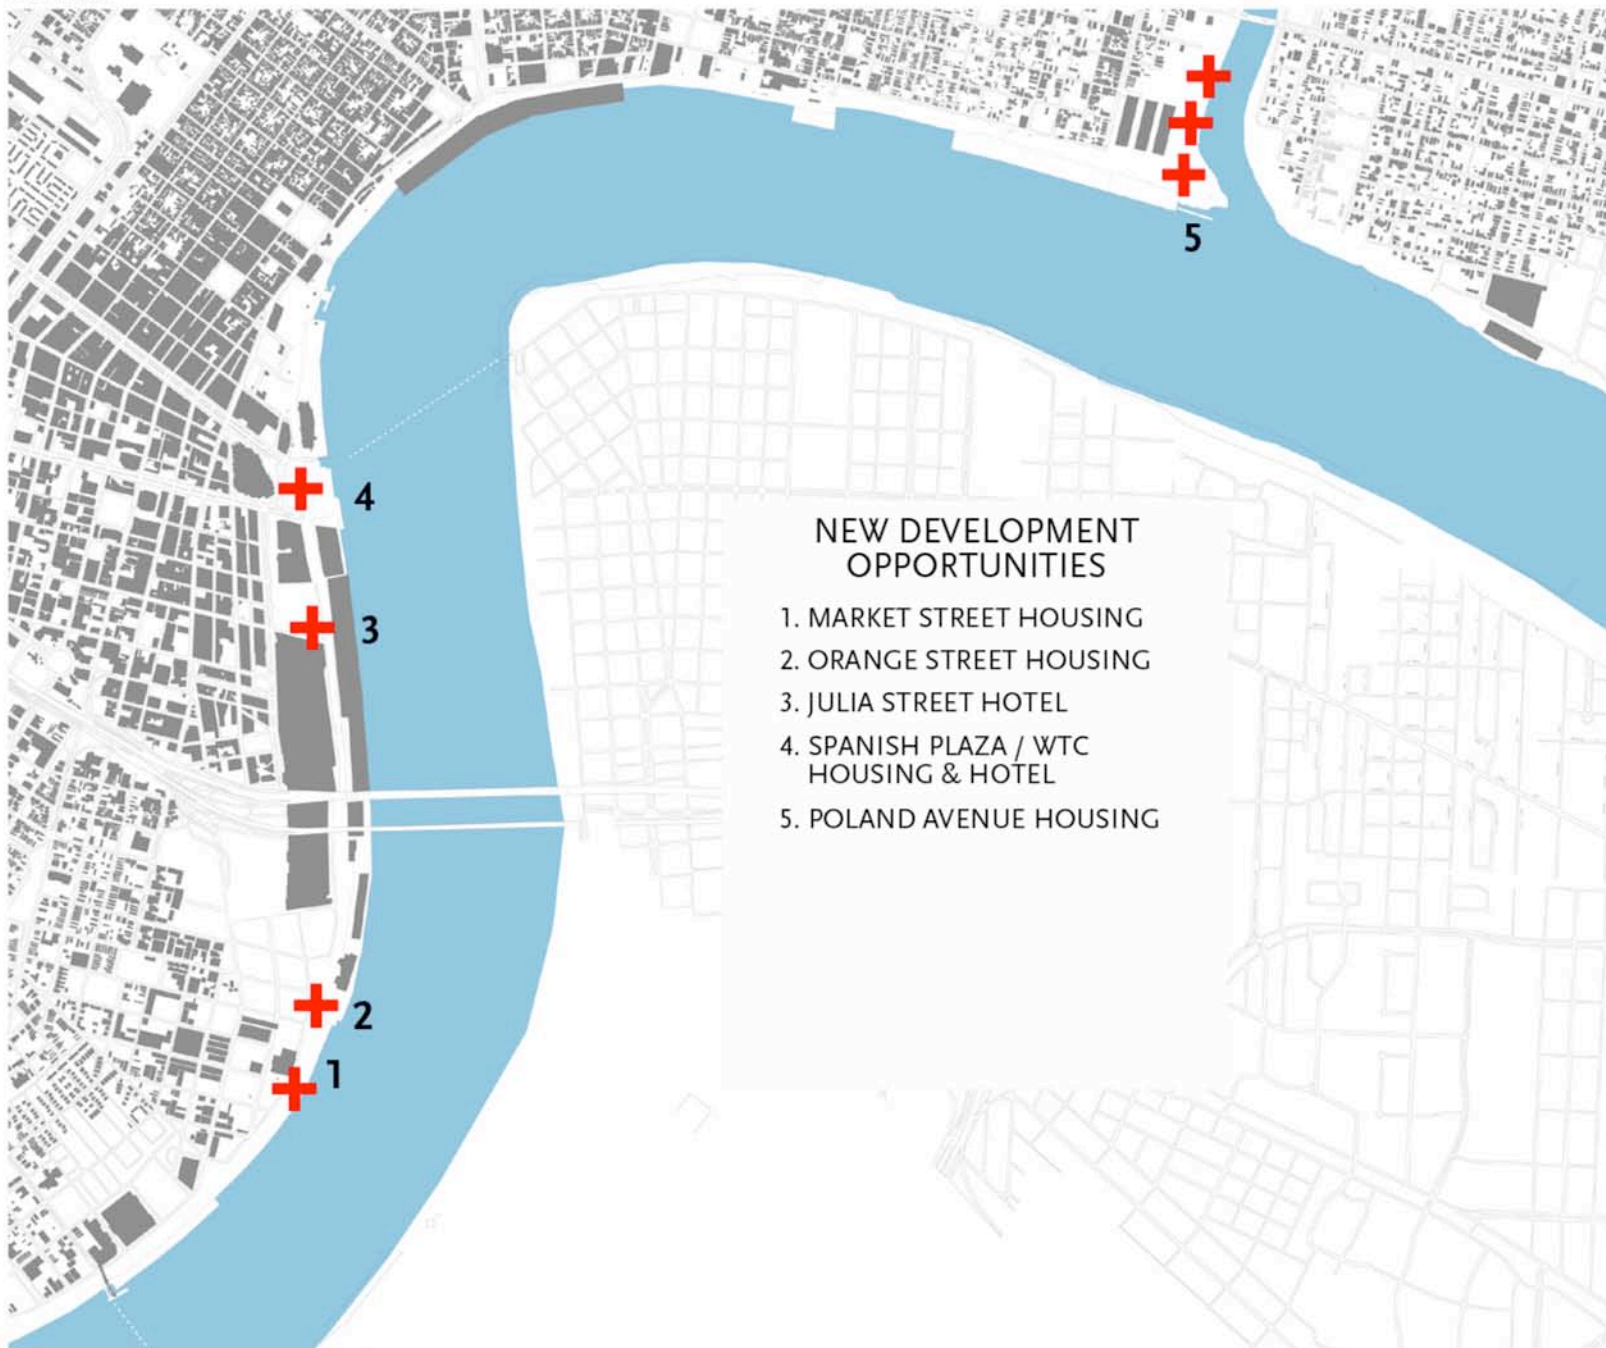 5
4
3
2
1
NEW DEVELOPMENT
OPPORTUNITIES
1. MARKET STREET HOUSING
2. ORANGE STREET HOUSING
3. JULIA STREET HOTEL
4. SPANISH PLAZA / WTC
HOUSING & HOTEL
5. POLAND AVENUE HOUSING